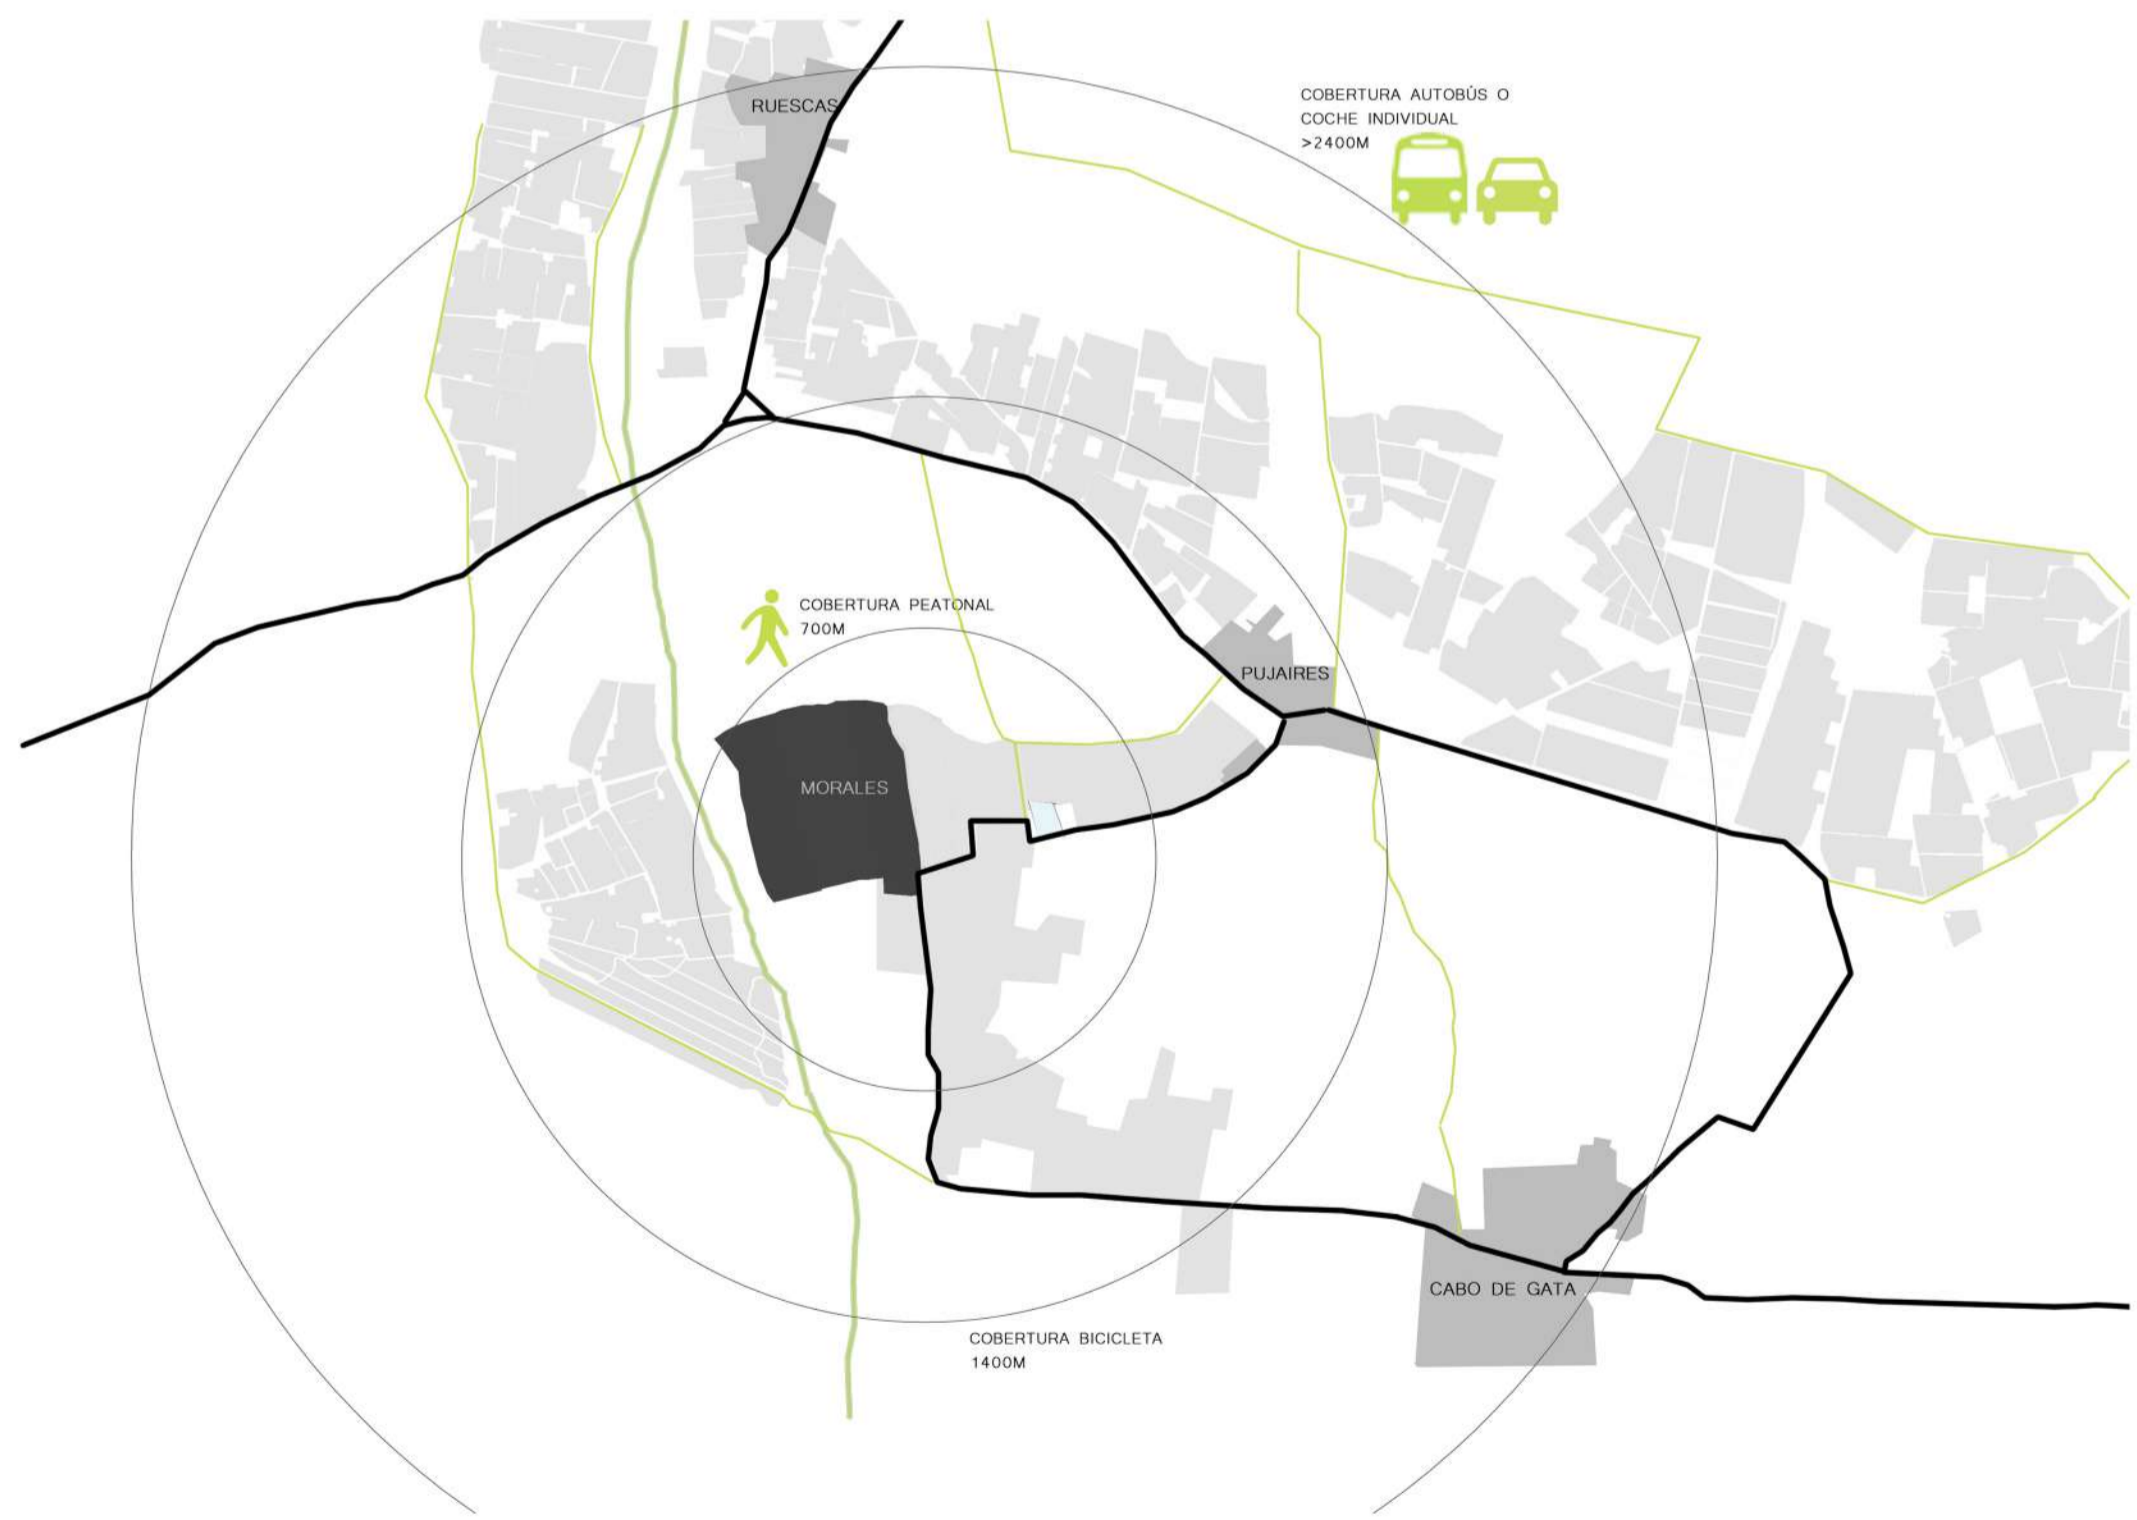 RUESCAS
COBERTURA AUTOBÚS O
COCHE INDIVIDUAL
>2400M
COBERTURA PEATONAL
700M
PUJAIRES
MORALES
CABO DE GATA
COBERTURA BICICLETA
1400M